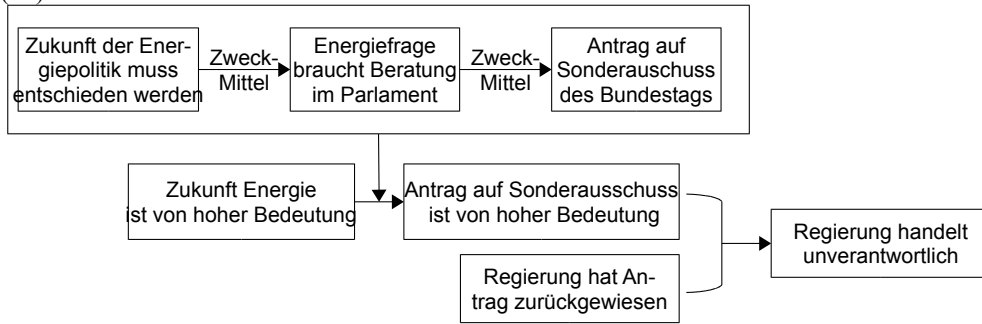 Zukunft der Ener-
giepolitik muss
entschieden werden
Zweck-
Mittel
Energiefrage
braucht Beratung
im Parlament
Zweck-
Mittel
Antrag auf
Sonderauschuss
des Bundestags
Zukunft Energie
ist von hoher Bedeutung
Antrag auf Sonderausschuss
ist von hoher Bedeutung
Regierung hat An-
trag zurückgewiesen
Regierung handelt
unverantwortlich